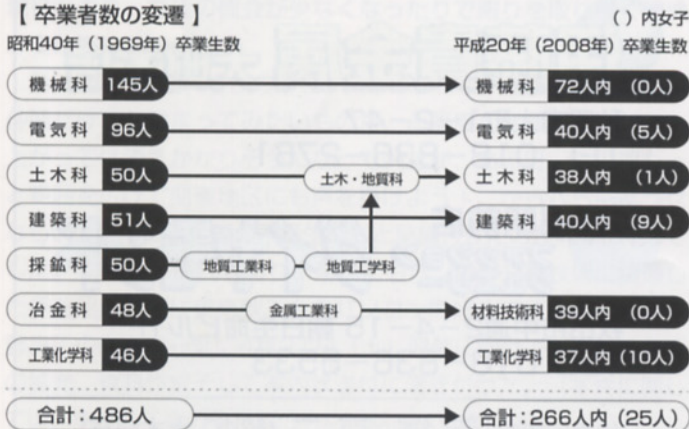 【 卒業者数の変遷 】
( ) 内女子
昭和40年（1969年）卒業生数
平成20年（2008年）卒業生数
機械科 145人 機械科 72人内 (0人)
電気科 96人 電気科 40人内 (5人)
土木科 50人 土木・地質科 土木科 38人内 (1人)
建築科 51人 建築科 40人内 (9人)
採鉱科 50人 地質工業科 地質工学科
冶金科 48人 金属工業科 材料技術科 39人内 (0人)
工業化学科 46人 工業化学科 37人内 (10人)
合計：486人 合計：266人内 (25人)